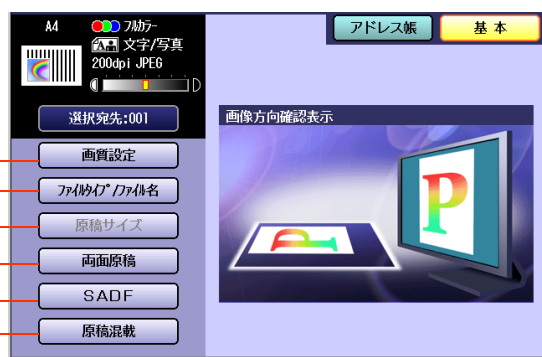 A4 ﾌﾙｶﾗｰ
文字/写真
200dpi JPEG
D
アドレス帳
基本
選択宛先:001
画像方向確認表示
画質設定
ﾌｧｲﾙﾀｲﾌﾟ/ﾌｧｲﾙ名
原稿サイズ
両面原稿
SADF
原稿混載
P
P